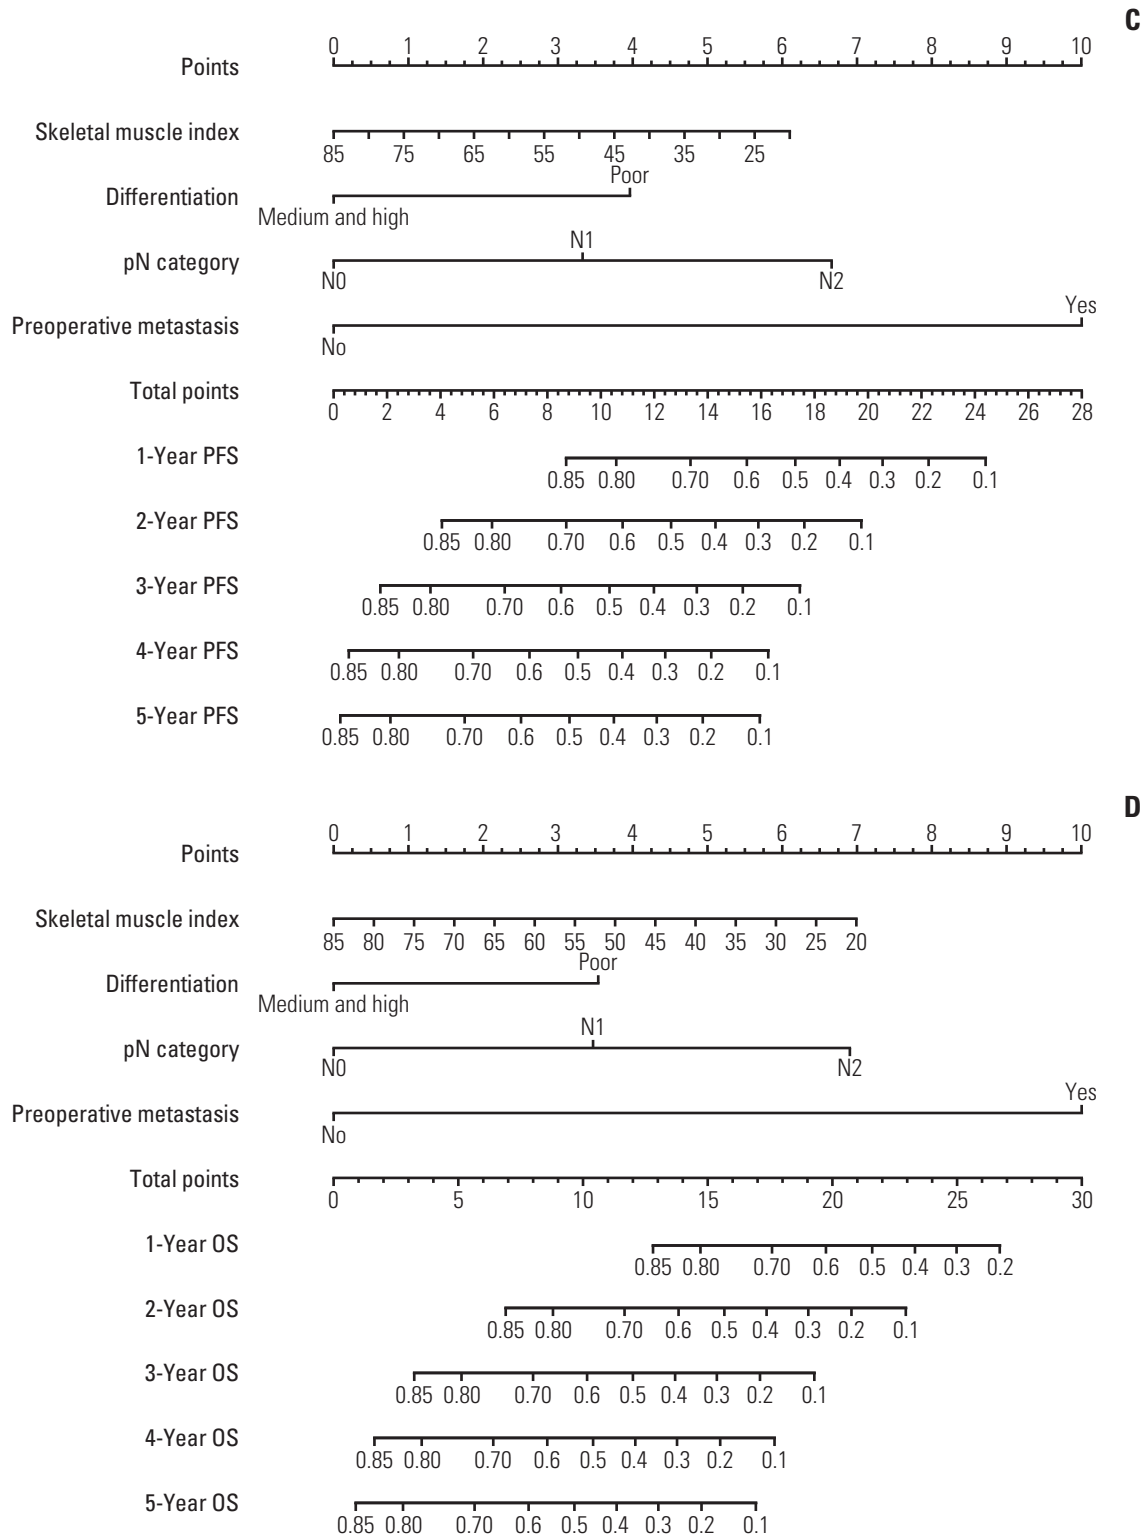 C
0 1 2 3 4 5 6 7 8 9 10
Points
Skeletal muscle index
85 75 65 55 45 35 25
Poor
Differentiation
Medium and high
N1
pN category
N0 N2
Yes
Preoperative metastasis
No
Total points
0 2 4 6 8 10 12 14 16 18 20 22 24 26 28
1-Year PFS
0.85 0.80 0.70 0.6 0.5 0.4 0.3 0.2 0.1
2-Year PFS
0.85 0.80 0.70 0.6 0.5 0.4 0.3 0.2 0.1
3-Year PFS
0.85 0.80 0.70 0.6 0.5 0.4 0.3 0.2 0.1
4-Year PFS
0.85 0.80 0.70 0.6 0.5 0.4 0.3 0.2 0.1
5-Year PFS
0.85 0.80 0.70 0.6 0.5 0.4 0.3 0.2 0.1
D
0 1 2 3 4 5 6 7 8 9 10
Points
Skeletal muscle index
85 80 75 70 65 60 55 50 45 40 35 30 25 20
Poor
Differentiation
Medium and high
N1
pN category
N0 N2
Yes
Preoperative metastasis
No
Total points
0 5 10 15 20 25 30
1-Year OS
0.85 0.80 0.70 0.6 0.5 0.4 0.3 0.2
2-Year OS
0.85 0.80 0.70 0.6 0.5 0.4 0.3 0.2 0.1
3-Year OS
0.85 0.80 0.70 0.6 0.5 0.4 0.3 0.2 0.1
4-Year OS
0.85 0.80 0.70 0.6 0.5 0.4 0.3 0.2 0.1
5-Year OS
0.85 0.80 0.70 0.6 0.5 0.4 0.3 0.2 0.1